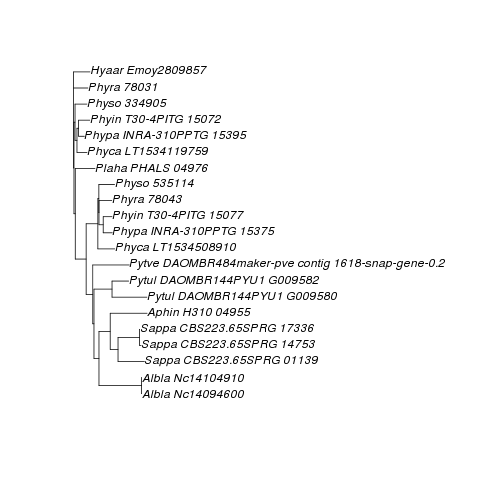 Hyaar Emoy2809857
Phyra 78031
Physo 334905
Phyin T30-4PITG 15072
Phypa INRA-310PPTG 15395
Phyca LT1534119759
Plaha PHALS 04976
Physo 535114
Phyra 78043
Phyin T30-4PITG 15077
Phypa INRA-310PPTG 15375
Phyca LT1534508910
Pytve DAOMBR484maker-pve contig 1618-snap-gene-0.2
Pytul DAOMBR144PYU1 G009582
Pytul DAOMBR144PYU1 G009580
Aphin H310 04955
Sappa CBS223.65SPRG 17336
Sappa CBS223.65SPRG 14753
Sappa CBS223.65SPRG 01139
Albla Nc14104910
Albla Nc14094600